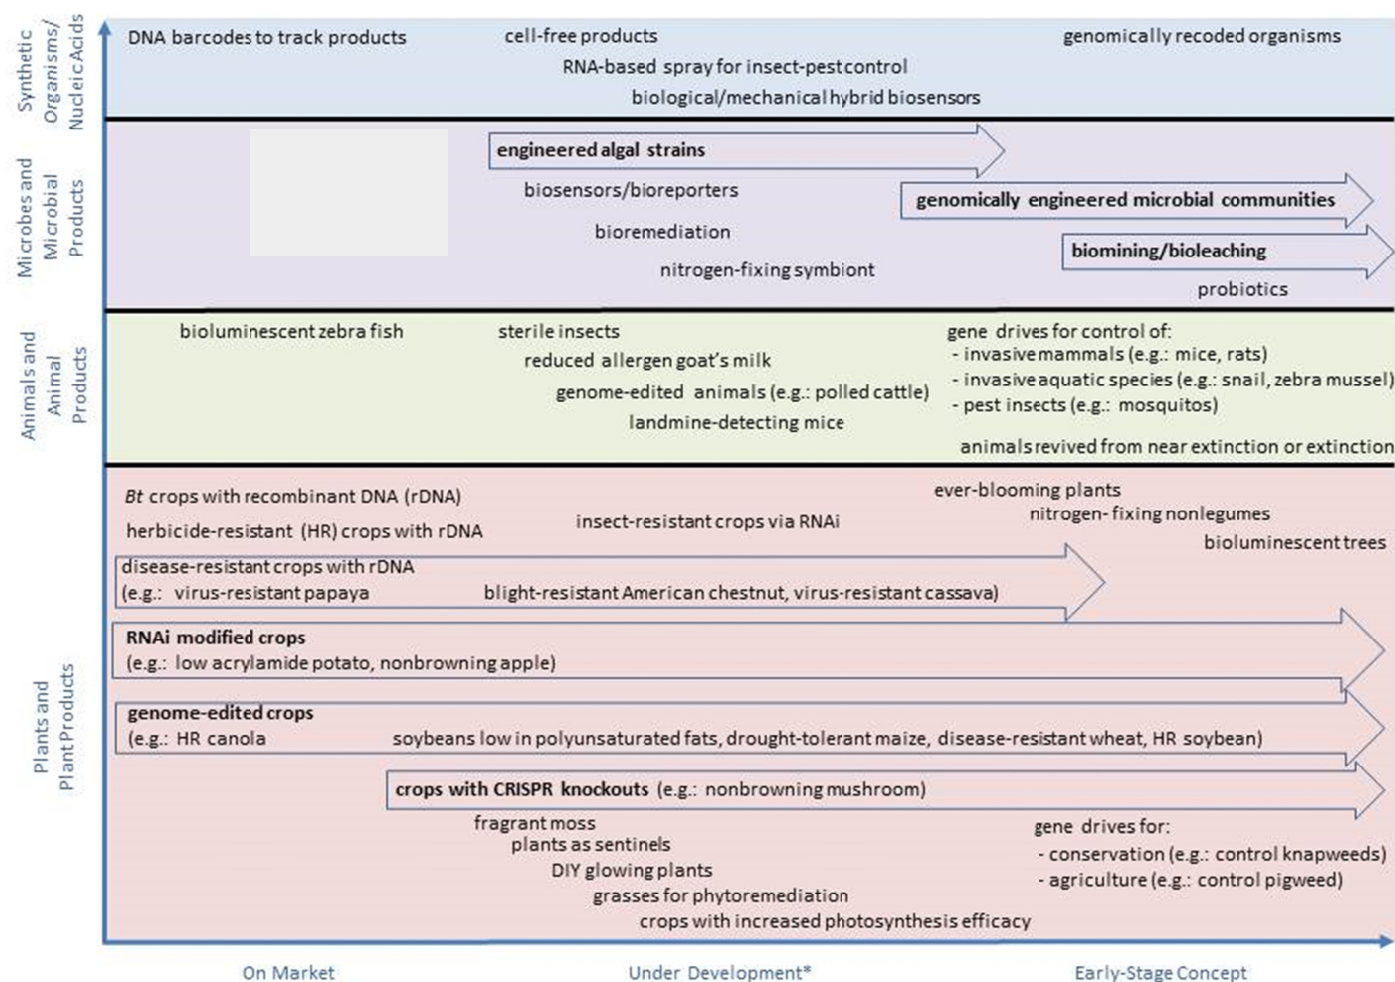 Synthetic
Organisms/
Nucleic Acids
DNA barcodes to track products
cell-free products
genomically recoded organisms
RNA-based spray for insect-pest control
biological/mechanical hybrid biosensors
Microbes and
Microbial
Products
engineered algal strains
biosensors/bioreporters
genomically engineered microbial communities
bioremediation
biomining/bioleaching
nitrogen-fixing symbiont
probiotics
Animals and
Animal
Products
bioluminescent zebra fish
sterile insects
reduced allergen goat's milk
genome-edited animals (e.g.: polled cattle)
landmine-detecting mice
gene drives for control of:
- invasive mammals (e.g.: mice, rats)
- invasive aquatic species (e.g.: snail, zebra mussel)
- pest insects (e.g.: mosquitos)
animals revived from near extinction or extinction
Plants and
Plant Products
Bt crops with recombinant DNA (rDNA)
herbicide-resistant (HR) crops with rDNA
insect-resistant crops via RNAi
ever-blooming plants
nitrogen- fixing nonlegumes
bioluminescent trees
disease-resistant crops with rDNA
(e.g.: virus-resistant papaya blight-resistant American chestnut, virus-resistant cassava)
RNAi modified crops
(e.g.: low acrylamide potato, nonbrowning apple)
genome-edited crops
(e.g.: HR canola soybeans low in polyunsaturated fats, drought-tolerant maize, disease-resistant wheat, HR soybean)
crops with CRISPR knockouts (e.g.: nonbrowning mushroom)
fragrant moss
plants as sentinels
DIY glowing plants
grasses for phytoremediation
crops with increased photosynthesis efficacy
gene drives for:
- conservation (e.g.: control knapweeds)
- agriculture (e.g.: control pigweed)
On Market
Under Development*
Early-Stage Concept